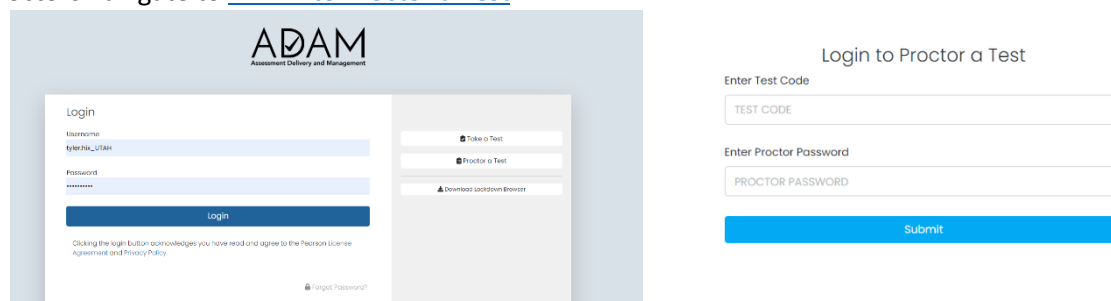 ADAM
Assessment Delivery and Management
Login
Username
tyler.hix_UTAH
Password
••••••••••
Login
Clicking the login button acknowledges you have read and agree to the Pearson License
Agreement and Privacy Policy.
Forgot Password?
Take a Test
Proctor a Test
Download Lockdown Browser
Login to Proctor a Test
Enter Test Code
TEST CODE
Enter Proctor Password
PROCTOR PASSWORD
Submit